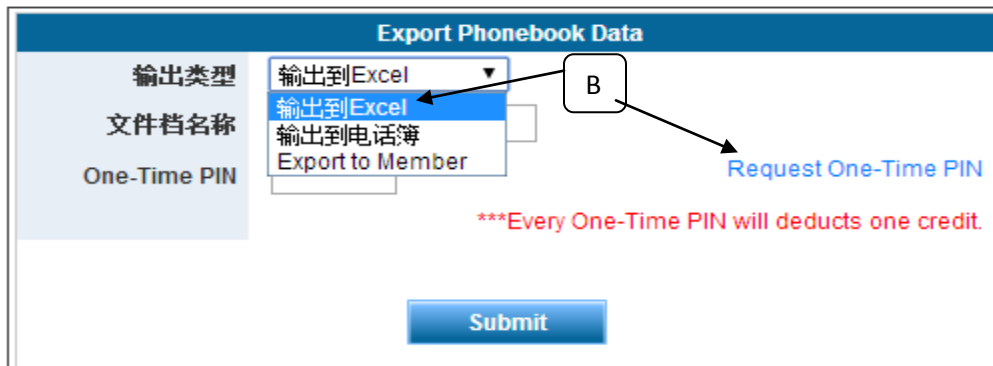 Export Phonebook Data
输出类型 输出到Excel
B
输出到Excel
文件档名称
输出到电话簿
Export to Member
One-Time PIN
Request One-Time PIN
***Every One-Time PIN will deducts one credit.
Submit